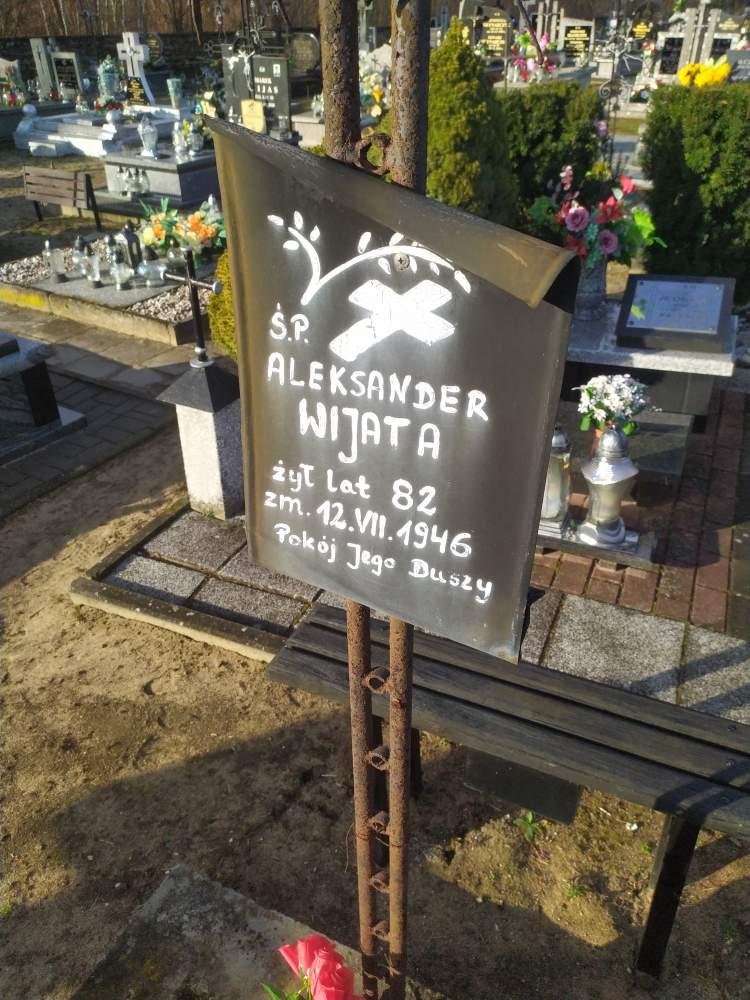 Ś.P.
ALEKSANDER
WIJATA
żył lat 82
zm. 12.VII.1946
Pokój Jego Duszy